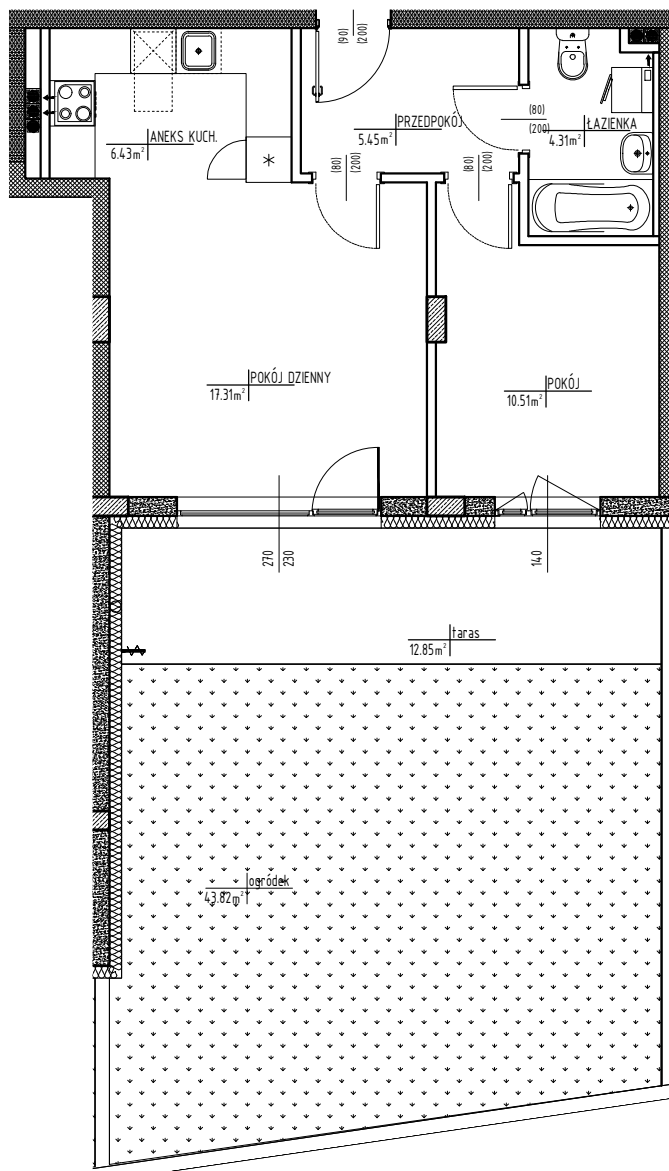 (90)
(200)
ANEKS KUCH.
6.43m²
PRZEDPOKÓJ
5.45m²
(80)
(200)
ŁAZIENKA
4.31m²
(80)
(200)
(80)
(200)
*
POKÓJ DZIENNY
17.31m²
POKÓJ
10.51m²
270
230
140
taras
12.85m²
ogródek
43.82m²